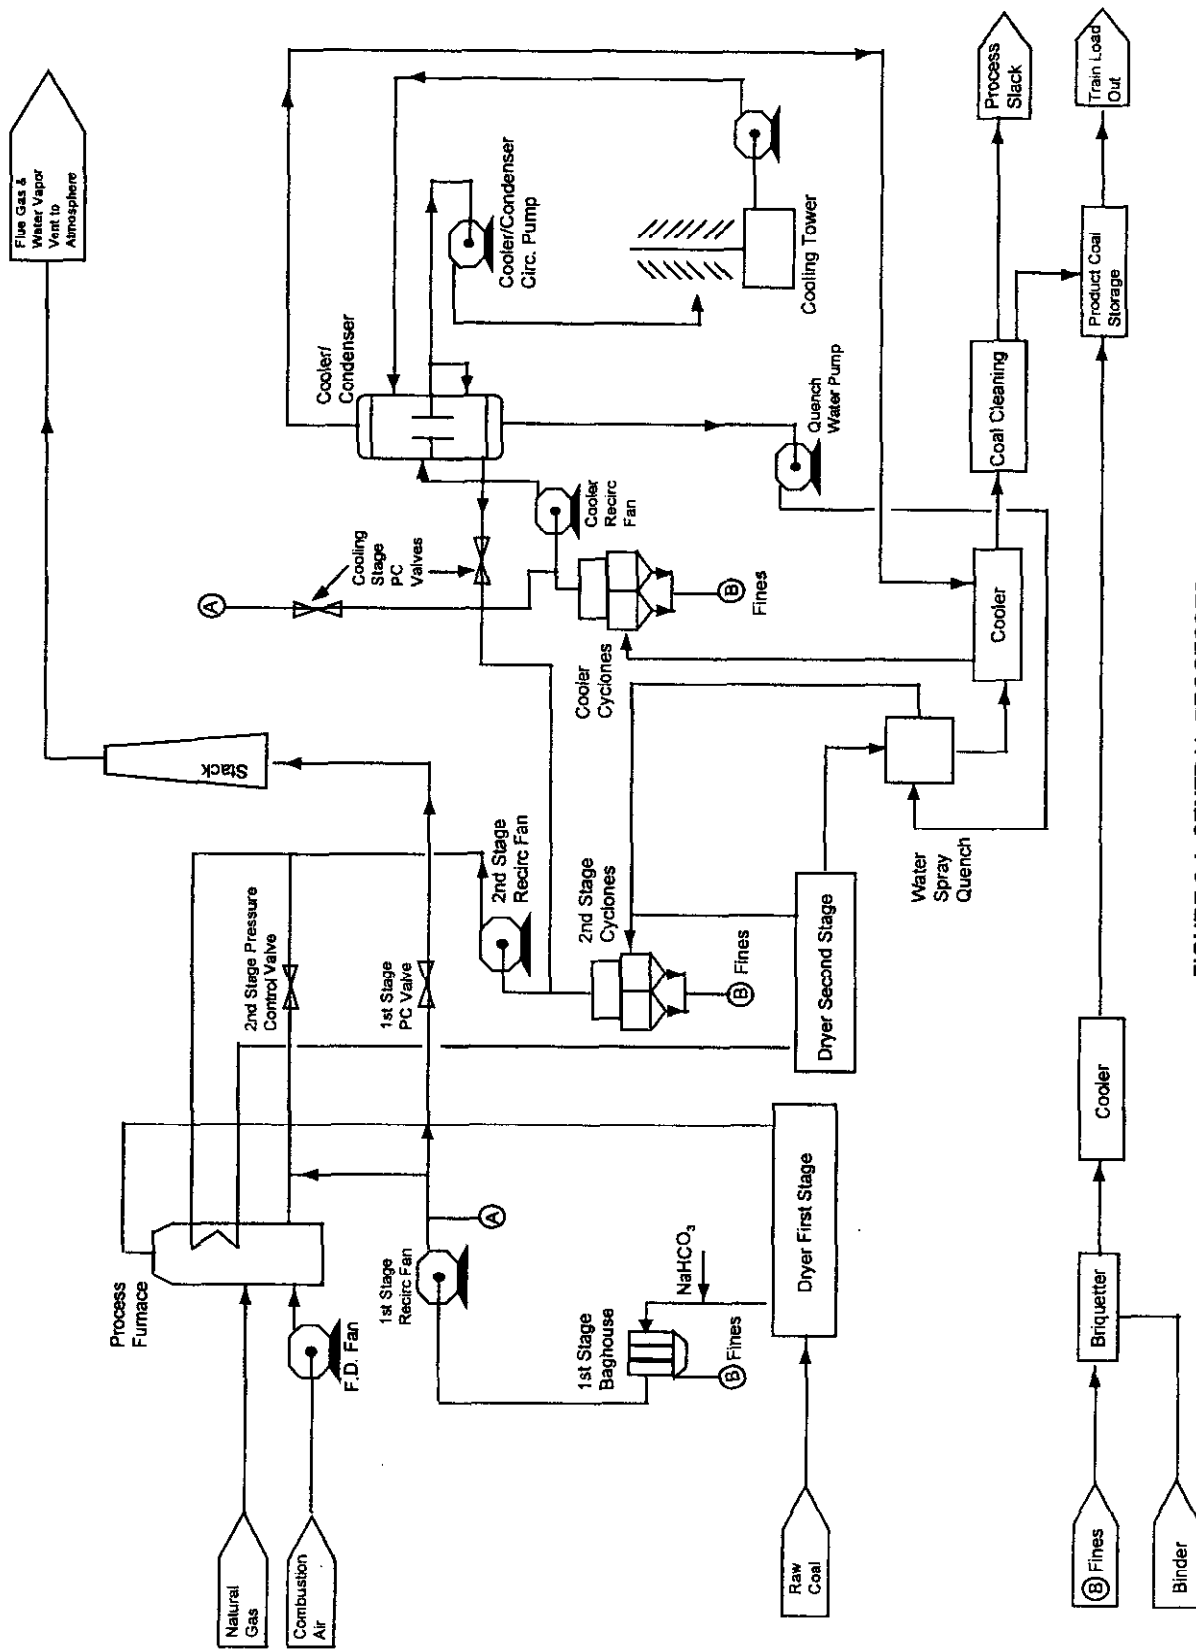 Flue Gas &
Water Vapor
Vent to
Atmosphere
Stack
Process
Furnace
Natural
Gas
Combustion
Air
F.D. Fan
2nd Stage Pressure
Control Valve
1st Stage
PC Valve
2nd Stage
Recirc Fan
1st Stage
Recirc Fan
A
A
Cooling
Stage
PC
Valves
Cooler/
Condenser
Cooler/Condenser
Circ. Pump
Cooling Tower
Cooler
Recirc
Fan
Quench
Water Pump
Cooler
Cyclones
B
Fines
2nd Stage
Cyclones
B Fines
1st Stage
Baghouse
B Fines
NaHCO3
Raw
Coal
Dryer First Stage
Dryer Second Stage
Water
Spray
Quench
Cooler
Coal Cleaning
Process
Slack
B Fines
Binder
Briquetter
Cooler
Product Coal
Storage
Train Load
Out